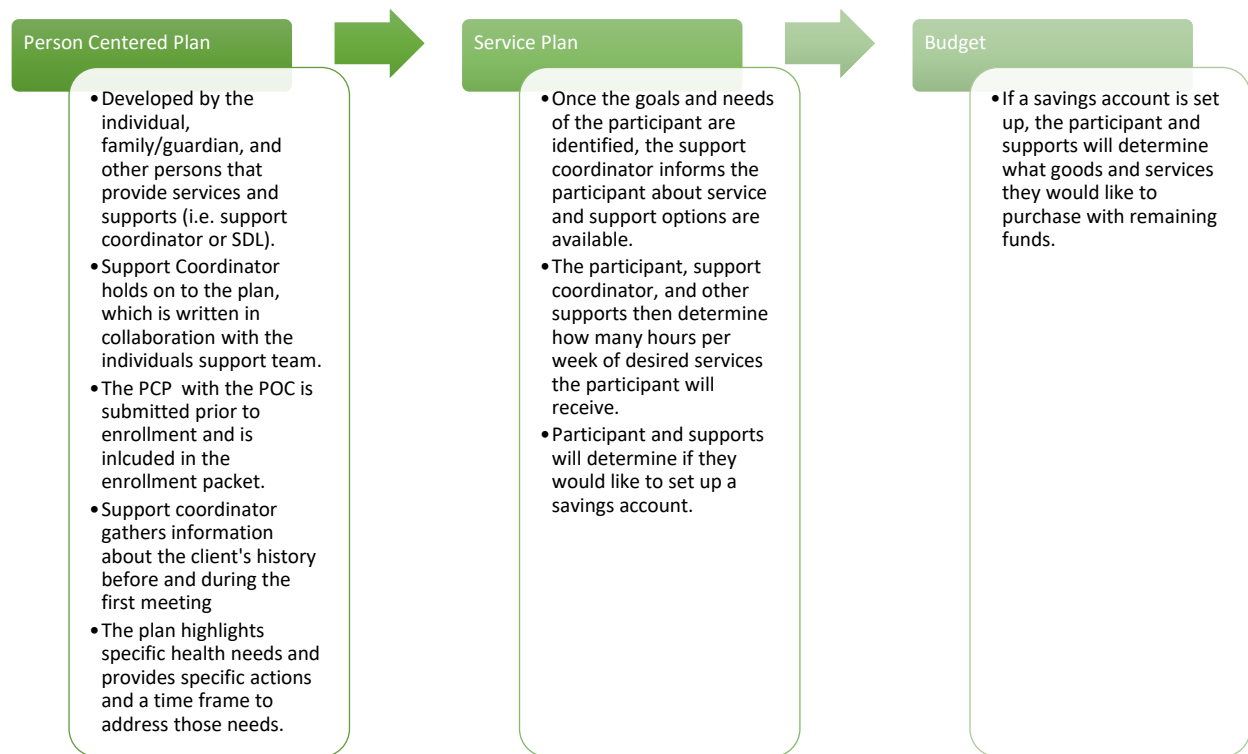 Person Centered Plan
•Developed by the
individual,
family/guardian, and
other persons that
provide services and
supports (i.e. support
coordinator or SDL).
•Support Coordinator
holds on to the plan,
which is written in
collaboration with the
individuals support team.
•The PCP with the POC is
submitted prior to
enrollment and is
inlcuded in the
enrollment packet.
•Support coordinator
gathers information
about the client's history
before and during the
first meeting
•The plan highlights
specific health needs and
provides specific actions
and a time frame to
address those needs.
Service Plan
•Once the goals and needs
of the participant are
identified, the support
coordinator informs the
participant about service
and support options are
available.
•The participant, support
coordinator, and other
supports then determine
how many hours per
week of desired services
the participant will
receive.
•Participant and supports
will determine if they
would like to set up a
savings account.
Budget
•If a savings account is set
up, the participant and
supports will determine
what goods and services
they would like to
purchase with remaining
funds.